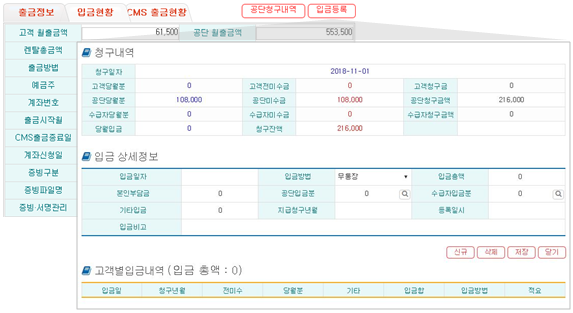 출금정보 입금현황 CMS 출금현황 공단청구내역 입금등록
고객 월출금액 61,500 공단 월출금액 553,500
렌탈총금액
출금방법
예금주
계좌번호
출금시작월
CMS출금종료일
계좌신청일
증빙구분
증빙파일명
증빙·서명관리
청구내역
청구일자 2018-11-01
고객당월분 0 고객전미수금 0 고객청구금 0
공단당월분 108,000 공단미수금 108,000 공단청구금액 216,000
수급자당월분 0 수급자미수금 0 수급자청구금액 0
당월입금 0 청구잔액 216,000
입금 상세정보
입금일자 입금방법 무통장 입금총액 0
본인부담금 0 공단입금분 0 수급자입금분 0
기타입금 0 지급청구년월 등록일시
입금비고
신규 삭제 저장 닫기
고객별입금내역 (입금 총액 : 0)
입금일 청구년월 전미수 당월분 기타 입금합 입금방법 적요